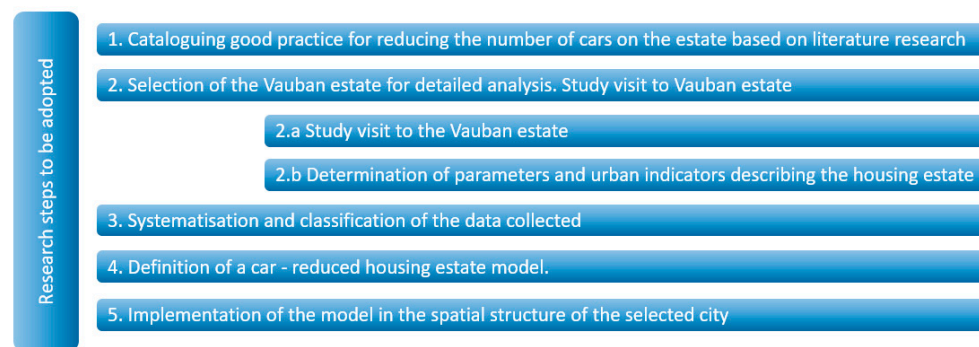 Research steps to be adopted
1. Cataloguing good practice for reducing the number of cars on the estate based on literature research
2. Selection of the Vauban estate for detailed analysis. Study visit to Vauban estate
2.a Study visit to the Vauban estate
2.b Determination of parameters and urban indicators describing the housing estate
3. Systematisation and classification of the data collected
4. Definition of a car - reduced housing estate model.
5. Implementation of the model in the spatial structure of the selected city